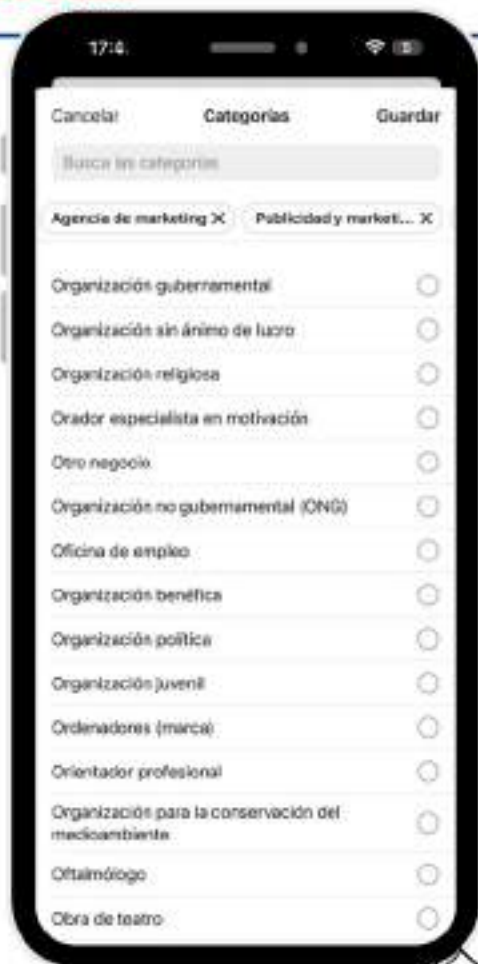 17:4.
Cancelar Categorías Guardar
Busca las categorías
Agencia de marketing X Publicidad y marketi... X
Organización gubernamental
Organización sin ánimo de lucro
Organización religiosa
Orador especialista en motivación
Otro negocio
Organización no gubernamental (ONG)
Oficina de empleo
Organización benéfica
Organización política
Organización juvenil
Ordenadores (marca)
Orientador profesional
Organización para la conservación del
medioambiente
Oftalmólogo
Obra de teatro